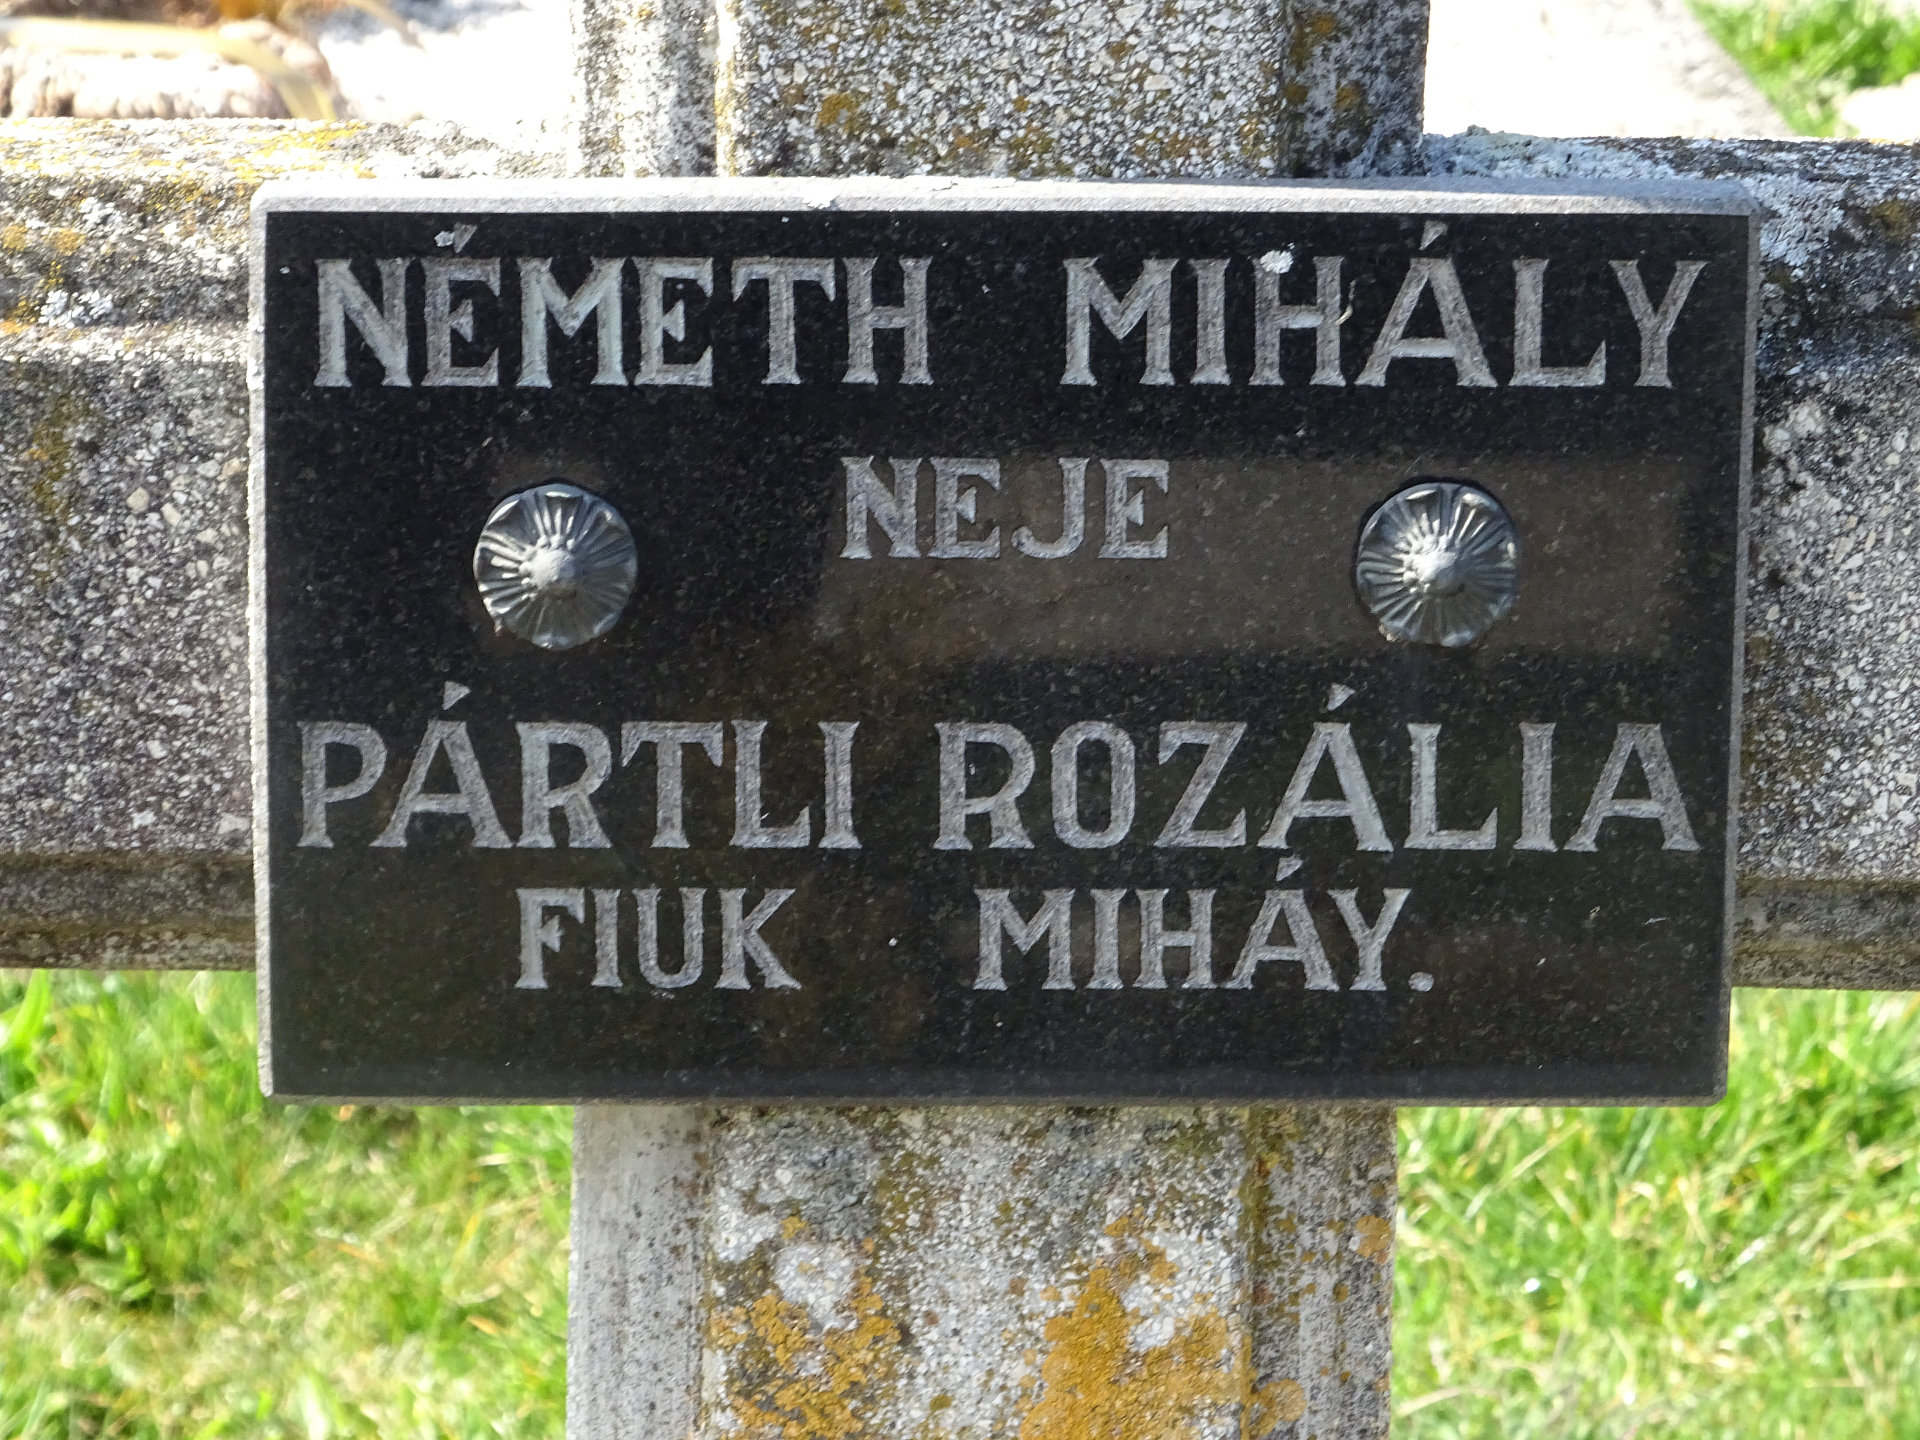 NÉMETH MIHÁLY
NEJE
PÁRTLI ROZÁLIA
FIUK MIHÁY.